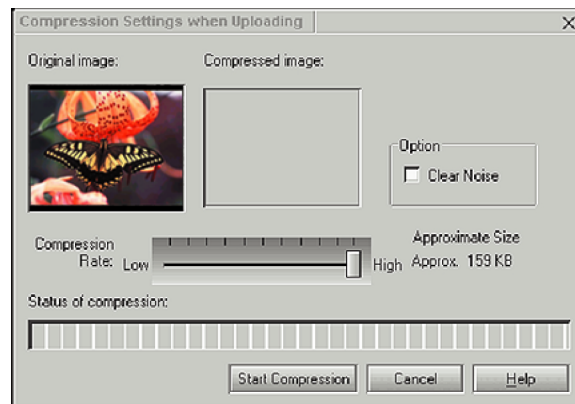 Compression Settings when Uploading
Original image:
Compressed image:
Option
Clear Noise
Compression
Rate:
Low
High
Approximate Size
Approx. 159 KB
Status of compression:
Start Compression
Cancel
Help